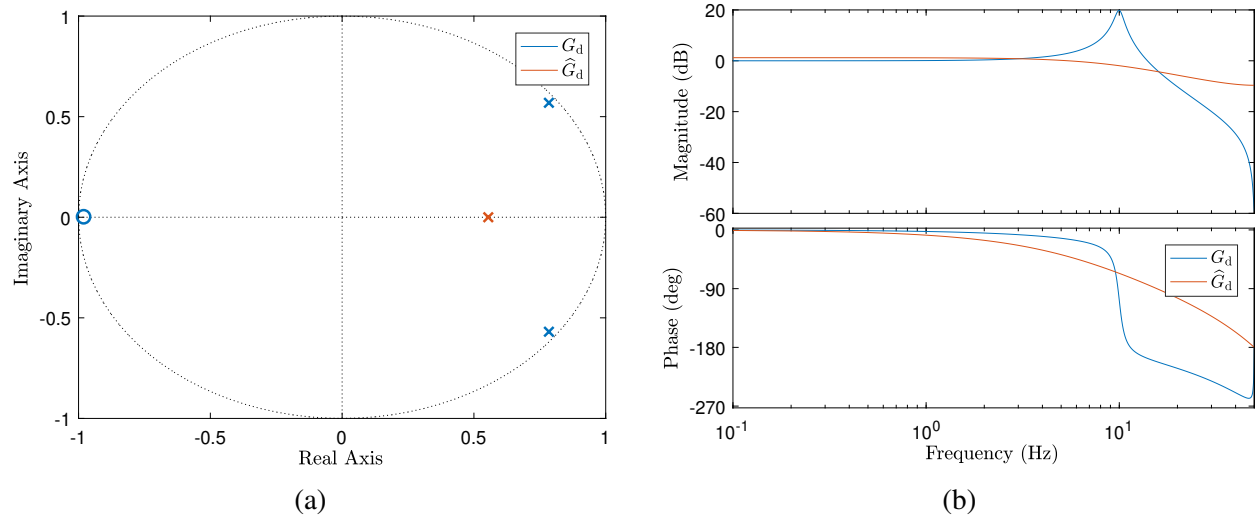 1
0.5
0
-0.5
-1
-1
-0.5
0
0.5
1
Imaginary Axis
Real Axis
G_d
Ĝ_d
(a)
20
0
-20
-40
-60
Magnitude (dB)
0
-90
-180
-270
Phase (deg)
G_d
Ĝ_d
10^-1
10^0
10^1
Frequency (Hz)
(b)